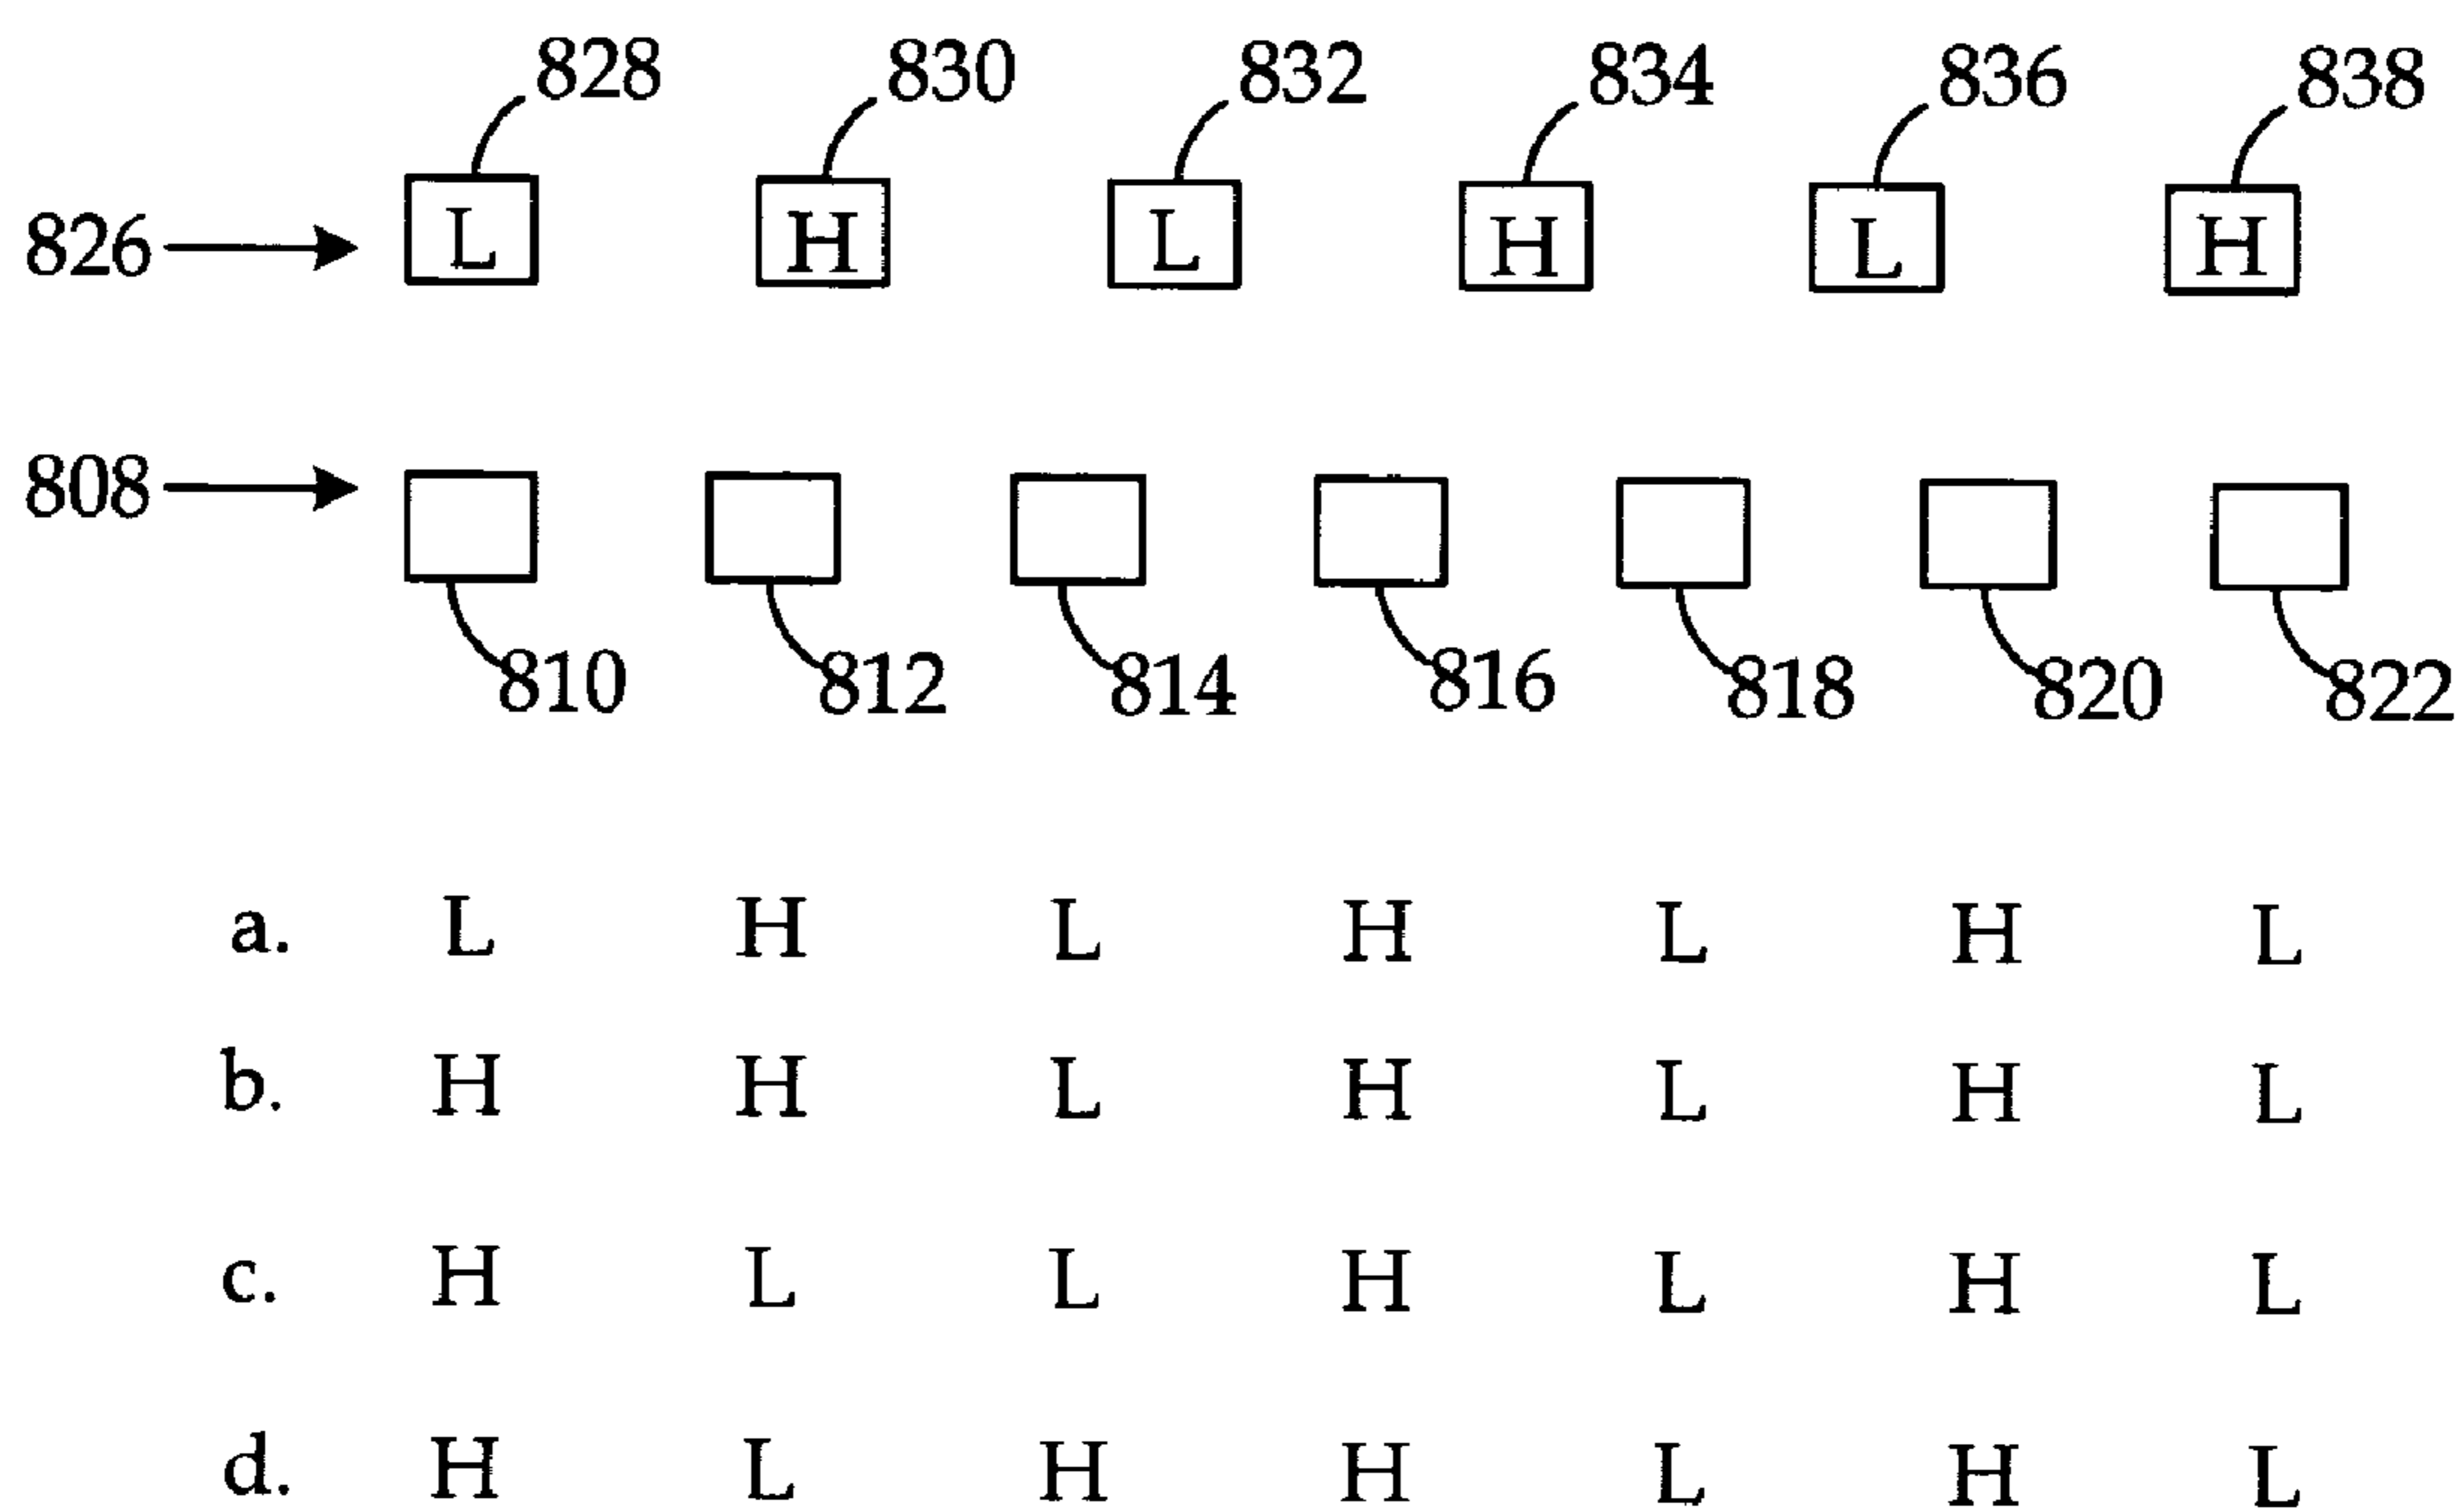 828 830 832 834 836 838
826 L H L H L H
808
810 812 814 816 818 820 822
a. L H L H L H L
b. H H L H L H L
c. H L L H L H L
d. H L H H L H L